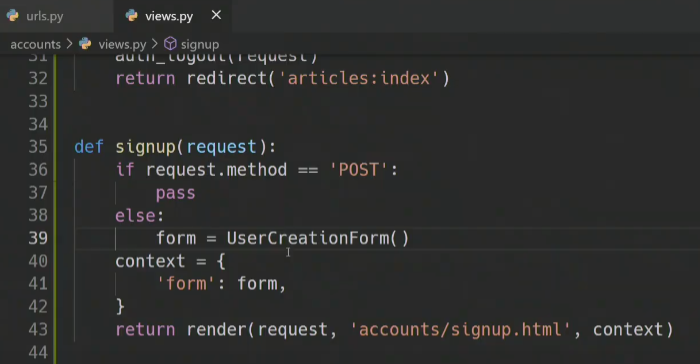 urls.py
views.py
accounts > views.py > signup
31 auth_logout(request)
32 return redirect('articles:index')
33
34
35 def signup(request):
36 if request.method == 'POST':
37 pass
38 else:
39 form = UserCreationForm()
40 context = {
41 'form': form,
42 }
43 return render(request, 'accounts/signup.html', context)
44